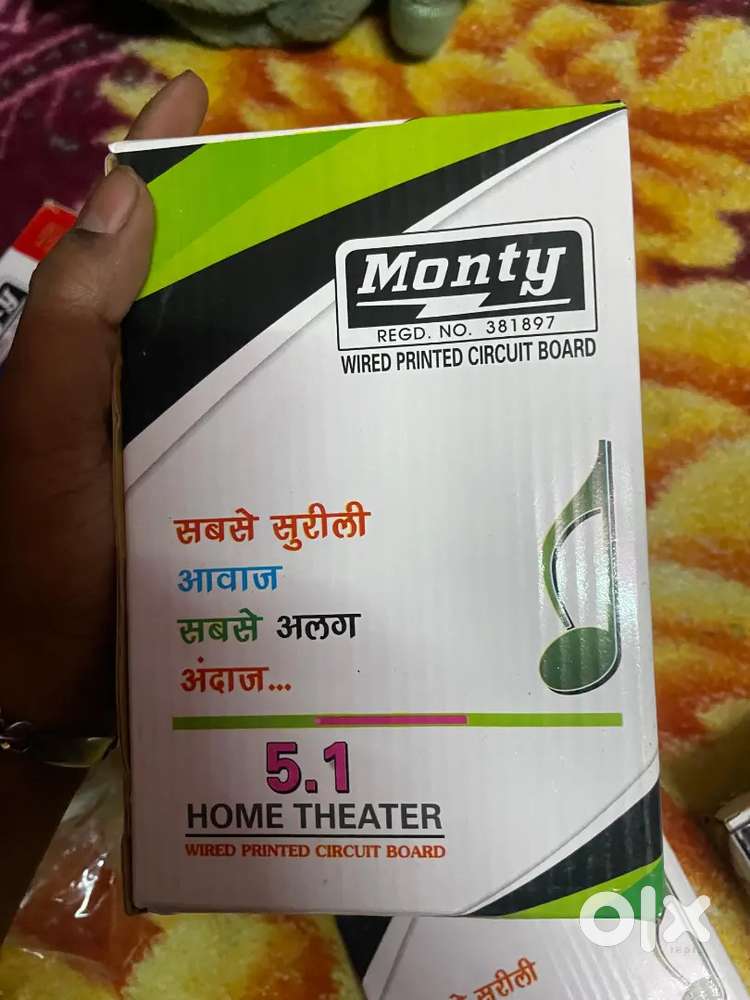 Monty
REGD. NO. 381897
WIRED PRINTED CIRCUIT BOARD
सबसे सुरीली
आवाज
सबसे अलग
अंदाज...
5.1
HOME THEATER
WIRED PRINTED CIRCUIT BOARD
olx
सबसे सुरीली